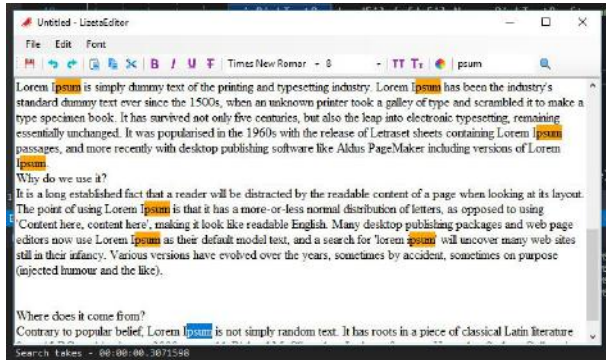 Untitled - LizetaEditor
File Edit Font
B I U T Times New Romar - 8 - TT Tt psum
Lorem Ipsum is simply dummy text of the printing and typesetting industry. Lorem Ipsum has been the industry's
standard dummy text ever since the 1500s, when an unknown printer took a galley of type and scrambled it to make a
type specimen book. It has survived not only five centuries, but also the leap into electronic typesetting, remaining
essentially unchanged. It was popularised in the 1960s with the release of Letraset sheets containing Lorem Ipsum
passages, and more recently with desktop publishing software like Aldus PageMaker including versions of Lorem
Ipsum.
Why do we use it?
It is a long established fact that a reader will be distracted by the readable content of a page when looking at its layout.
The point of using Lorem Ipsum is that it has a more-or-less normal distribution of letters, as opposed to using
'Content here, content here', making it look like readable English. Many desktop publishing packages and web page
editors now use Lorem Ipsum as their default model text, and a search for 'lorem ipsum' will uncover many web sites
still in their infancy. Various versions have evolved over the years, sometimes by accident, sometimes on purpose
(injected humour and the like).
Where does it come from?
Contrary to popular belief, Lorem Ipsum is not simply random text. It has roots in a piece of classical Latin literature
Search takes - 00:00:00.3071598